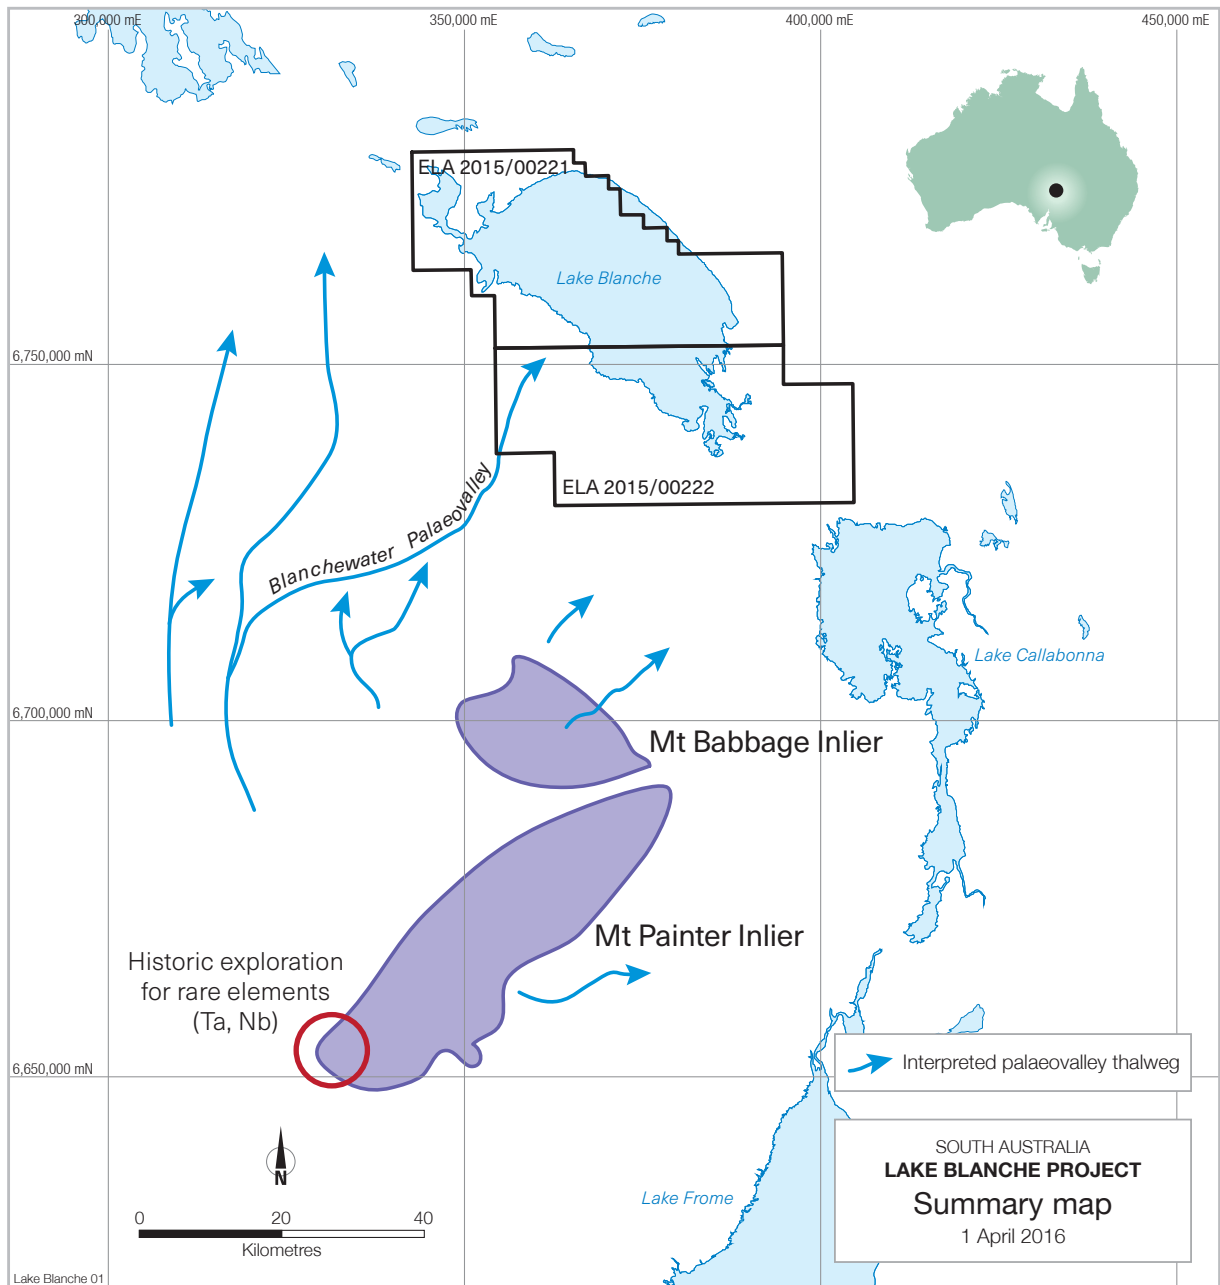 300,000 mE
350,000 mE
400,000 mE
450,000 mE
ELA 2015/00221
Lake Blanche
6,750,000 mN
ELA 2015/00222
Blanchewater Palaeovalley
Lake Callabonna
6,700,000 mN
Mt Babbage Inlier
Mt Painter Inlier
Historic exploration
for rare elements
(Ta, Nb)
6,650,000 mN
Interpreted palaeovalley thalweg
N
0 20 40
Kilometres
Lake Frome
SOUTH AUSTRALIA
LAKE BLANCHE PROJECT
Summary map
1 April 2016
Lake Blanche 01